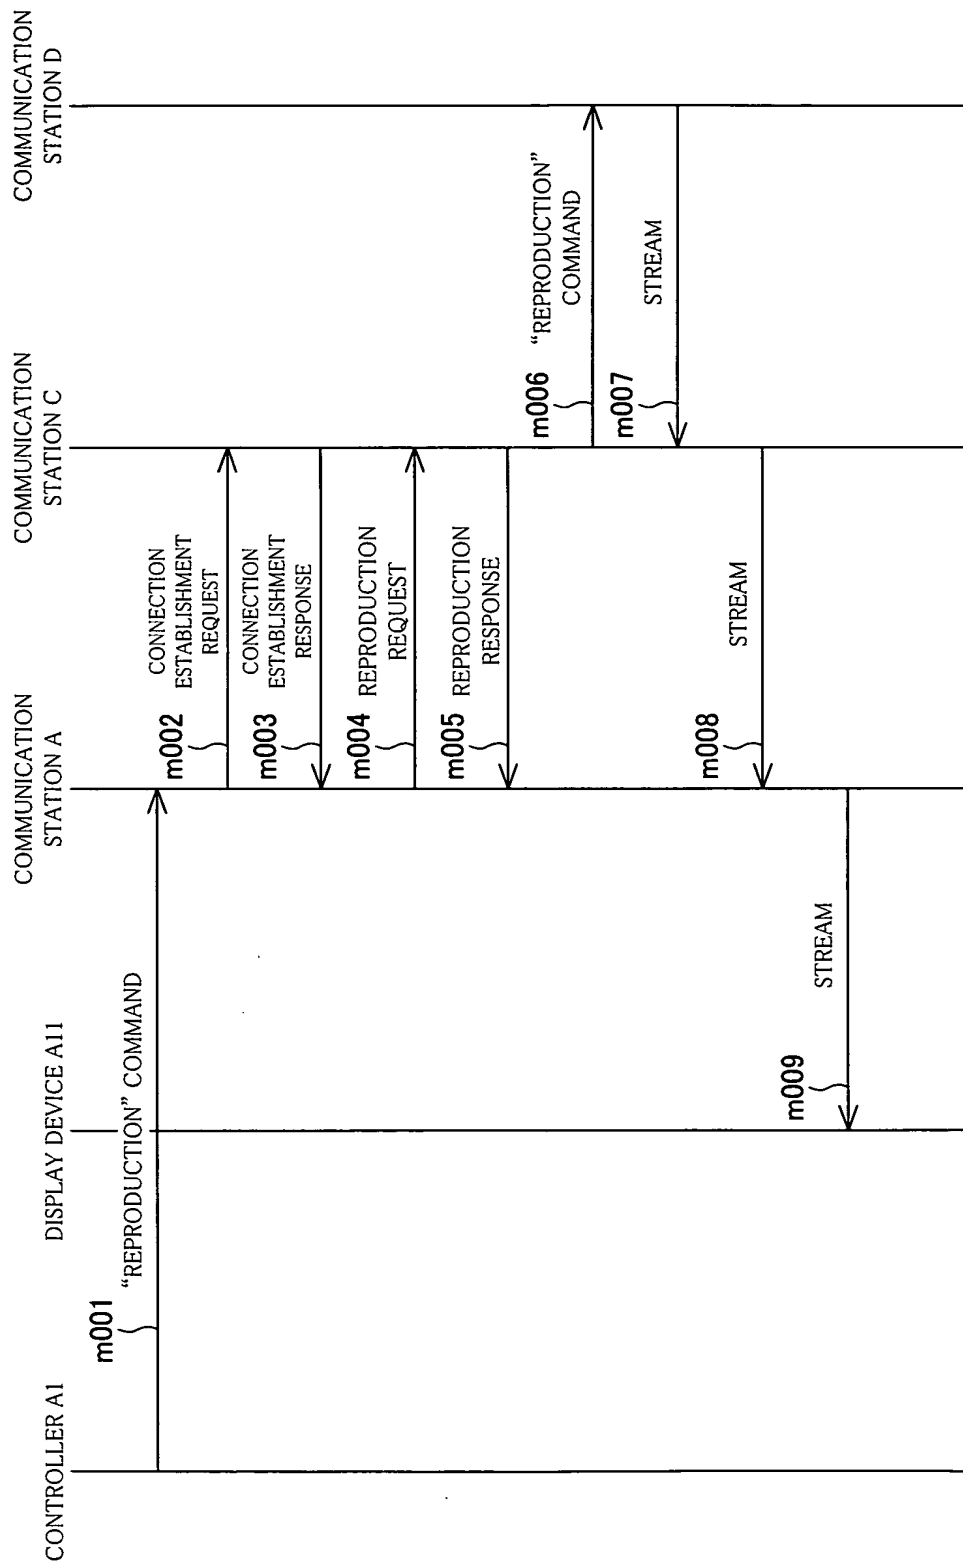 CONTROLLER A1
DISPLAY DEVICE A11
COMMUNICATION
STATION A
COMMUNICATION
STATION C
COMMUNICATION
STATION D
m001
“REPRODUCTION” COMMAND
m002
CONNECTION
ESTABLISHMENT
REQUEST
m003
CONNECTION
ESTABLISHMENT
RESPONSE
m004
REPRODUCTION
REQUEST
m005
REPRODUCTION
RESPONSE
m006
“REPRODUCTION”
COMMAND
m007
STREAM
m008
STREAM
m009
STREAM